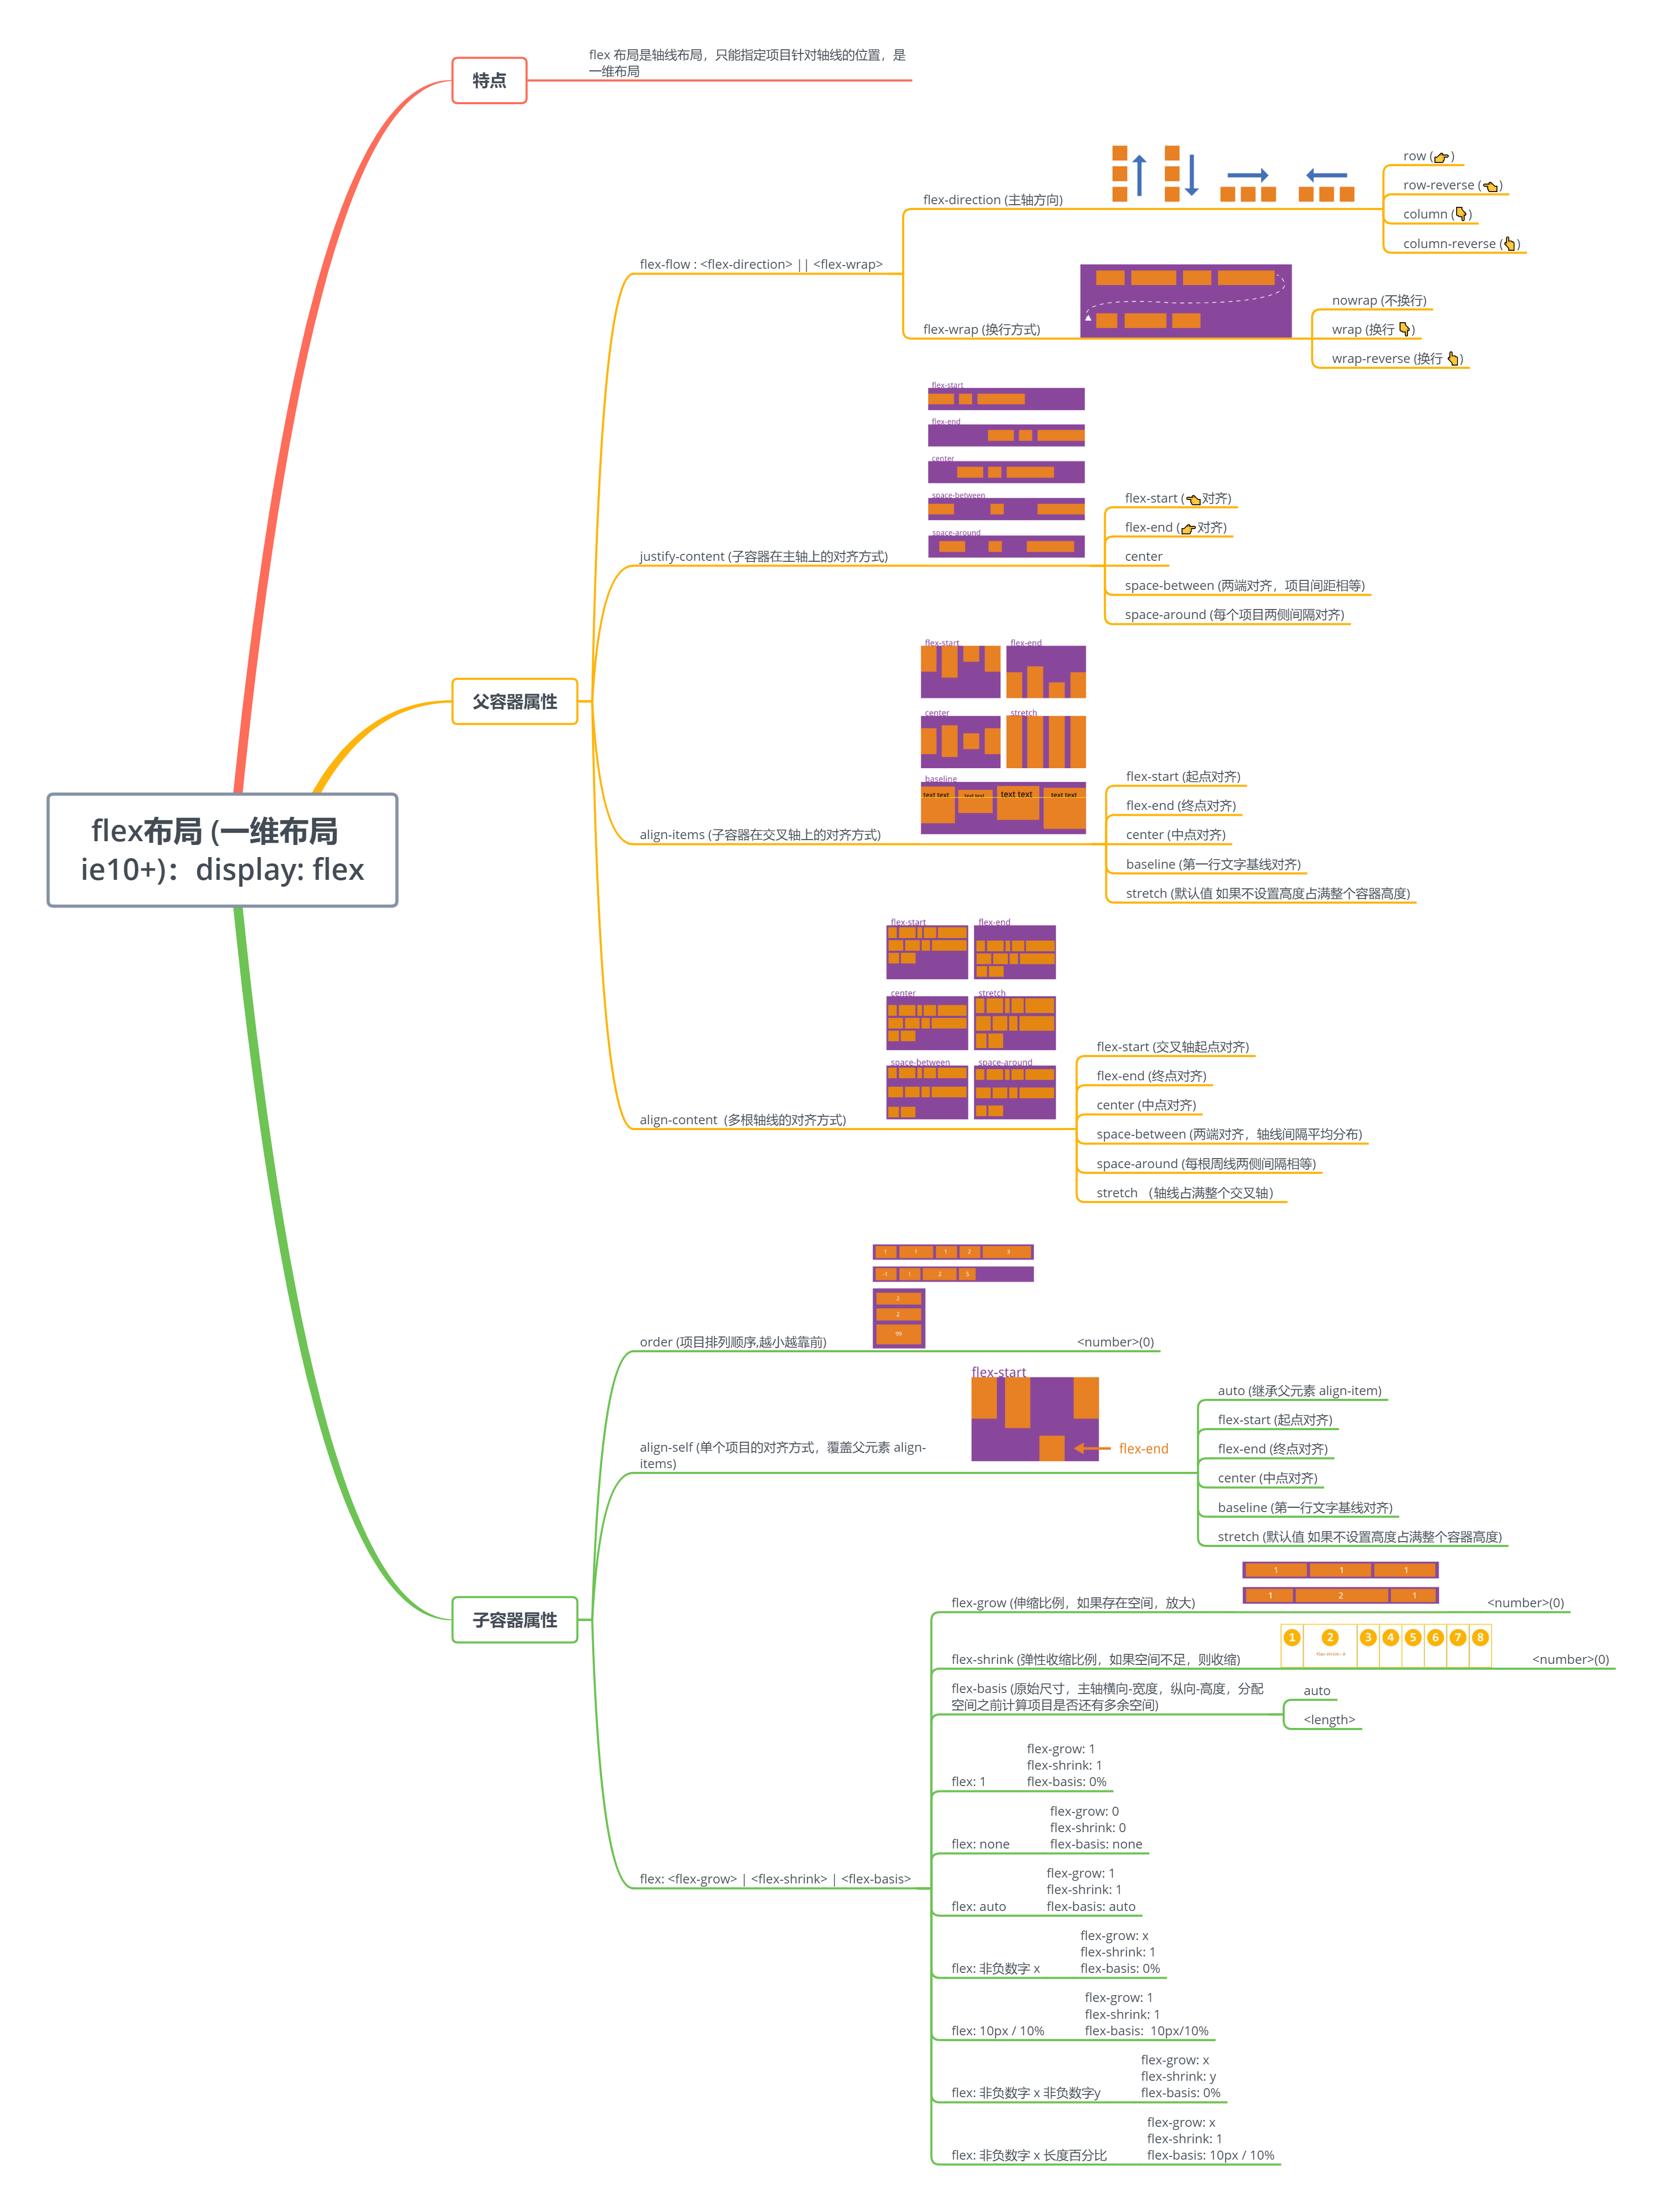 flex 布局是轴线布局，只能指定项目针对轴线的位置，是
一维布局
特点
row (👉)
row-reverse (👈)
flex-direction (主轴方向)
column (👇)
column-reverse (👆)
flex-flow : <flex-direction> || <flex-wrap>
nowrap (不换行)
flex-wrap (换行方式)
wrap (换行 👇)
wrap-reverse (换行 👆)
flex-start
flex-end
center
space-between
space-around
justify-content (子容器在主轴上的对齐方式)
flex-start (👈对齐)
flex-end (👉对齐)
center
space-between (两端对齐，项目间距相等)
space-around (每个项目两侧间隔对齐)
父容器属性
flex-start
flex-end
center
stretch
baseline
text text
text text
text text
text text
align-items (子容器在交叉轴上的对齐方式)
flex-start (起点对齐)
flex-end (终点对齐)
center (中点对齐)
baseline (第一行文字基线对齐)
stretch (默认值 如果不设置高度占满整个容器高度)
flex布局 (一维布局
ie10+)：display: flex
flex-start
flex-end
center
stretch
space-between
space-around
align-content  (多根轴线的对齐方式)
flex-start (交叉轴起点对齐)
flex-end (终点对齐)
center (中点对齐)
space-between (两端对齐，轴线间隔平均分布)
space-around (每根周线两侧间隔相等)
stretch （轴线占满整个交叉轴）
1 1 1 2 3
-1 1 2 5
2
2
99
order (项目排列顺序,越小越靠前)
<number>(0)
flex-start
flex-end
align-self (单个项目的对齐方式，覆盖父元素 align-
items)
auto (继承父元素 align-item)
flex-start (起点对齐)
flex-end (终点对齐)
center (中点对齐)
baseline (第一行文字基线对齐)
stretch (默认值 如果不设置高度占满整个容器高度)
子容器属性
1 1 1
1 2 1
flex-grow (伸缩比例，如果存在空间，放大)
<number>(0)
1 2 3 4 5 6 7 8
flex-shrink: 0
flex-shrink (弹性收缩比例，如果空间不足，则收缩)
<number>(0)
flex-basis (原始尺寸，主轴横向-宽度，纵向-高度，分配
空间之前计算项目是否还有多余空间)
auto
<length>
flex: <flex-grow> | <flex-shrink> | <flex-basis>
flex: 1
flex-grow: 1
flex-shrink: 1
flex-basis: 0%
flex: none
flex-grow: 0
flex-shrink: 0
flex-basis: none
flex: auto
flex-grow: 1
flex-shrink: 1
flex-basis: auto
flex: 非负数字 x
flex-grow: x
flex-shrink: 1
flex-basis: 0%
flex: 10px / 10%
flex-grow: 1
flex-shrink: 1
flex-basis:  10px/10%
flex: 非负数字 x 非负数字y
flex-grow: x
flex-shrink: y
flex-basis: 0%
flex: 非负数字 x 长度百分比
flex-grow: x
flex-shrink: 1
flex-basis: 10px / 10%